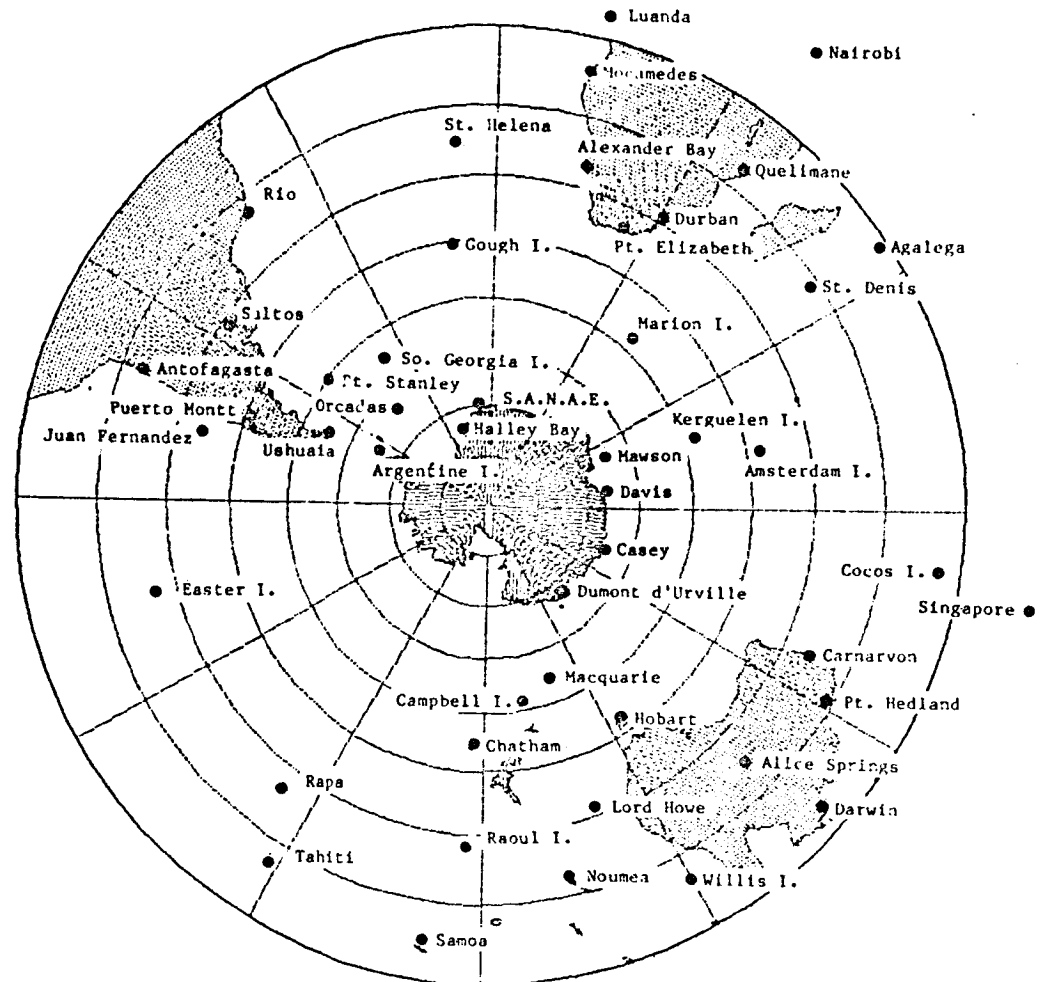 Luanda
Nairobi
Mocamedes
St. Helena
Alexander Bay
Quelimane
Rio
Durban
Gough I.
Pt. Elizabeth
Agalega
St. Denis
Saltos
Marion I.
So. Georgia I.
Antofagasta
Pt. Stanley
S.A.N.A.E.
Puerto Montt
Orcadas
Kerguelen I.
Juan Fernandez
Halley Bay
Ushuaia
Mawson
Argentine I.
Amsterdam I.
Davis
Casey
Cocos I.
Easter I.
Dumont d'Urville
Singapore
Carnarvon
Macquarie
Campbell I.
Pt. Hedland
Hobart
Chatham
Alice Springs
Rapa
Lord Howe
Darwin
Raoul I.
Tahiti
Noumea
Willis I.
Samoa